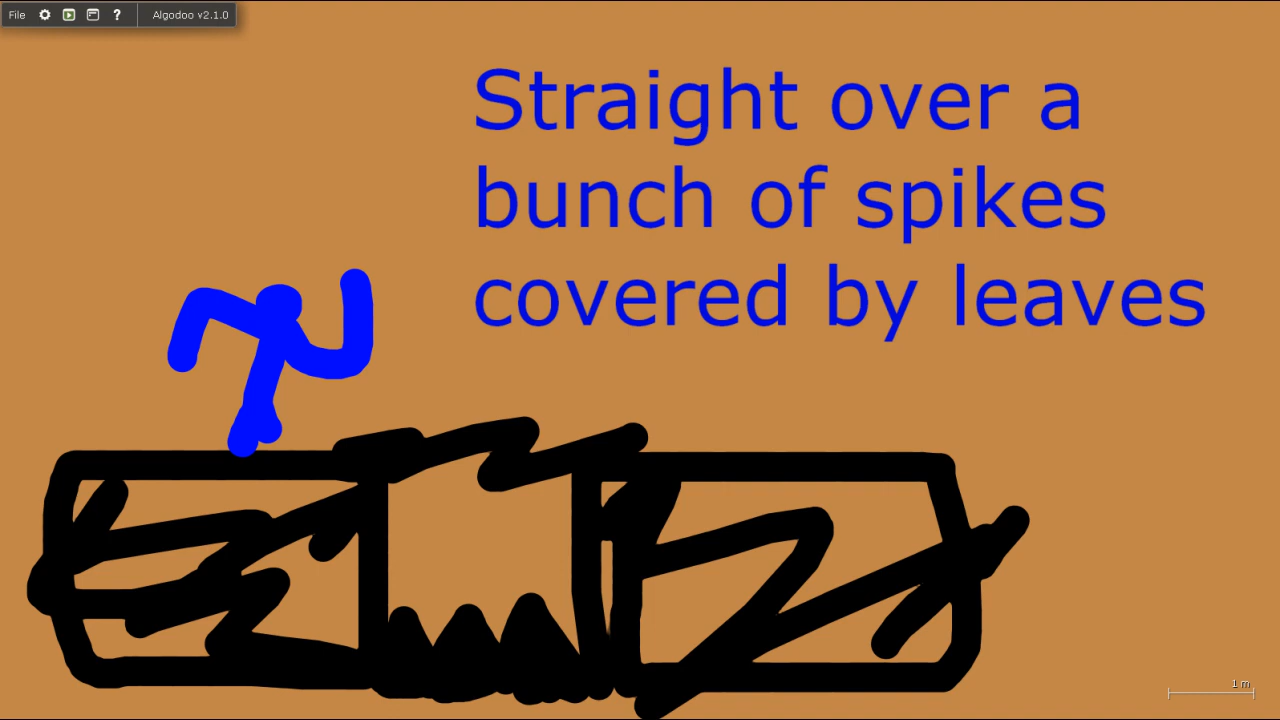 File ? Algodoo v2.1.0
Straight over a
bunch of spikes
covered by leaves
1 m